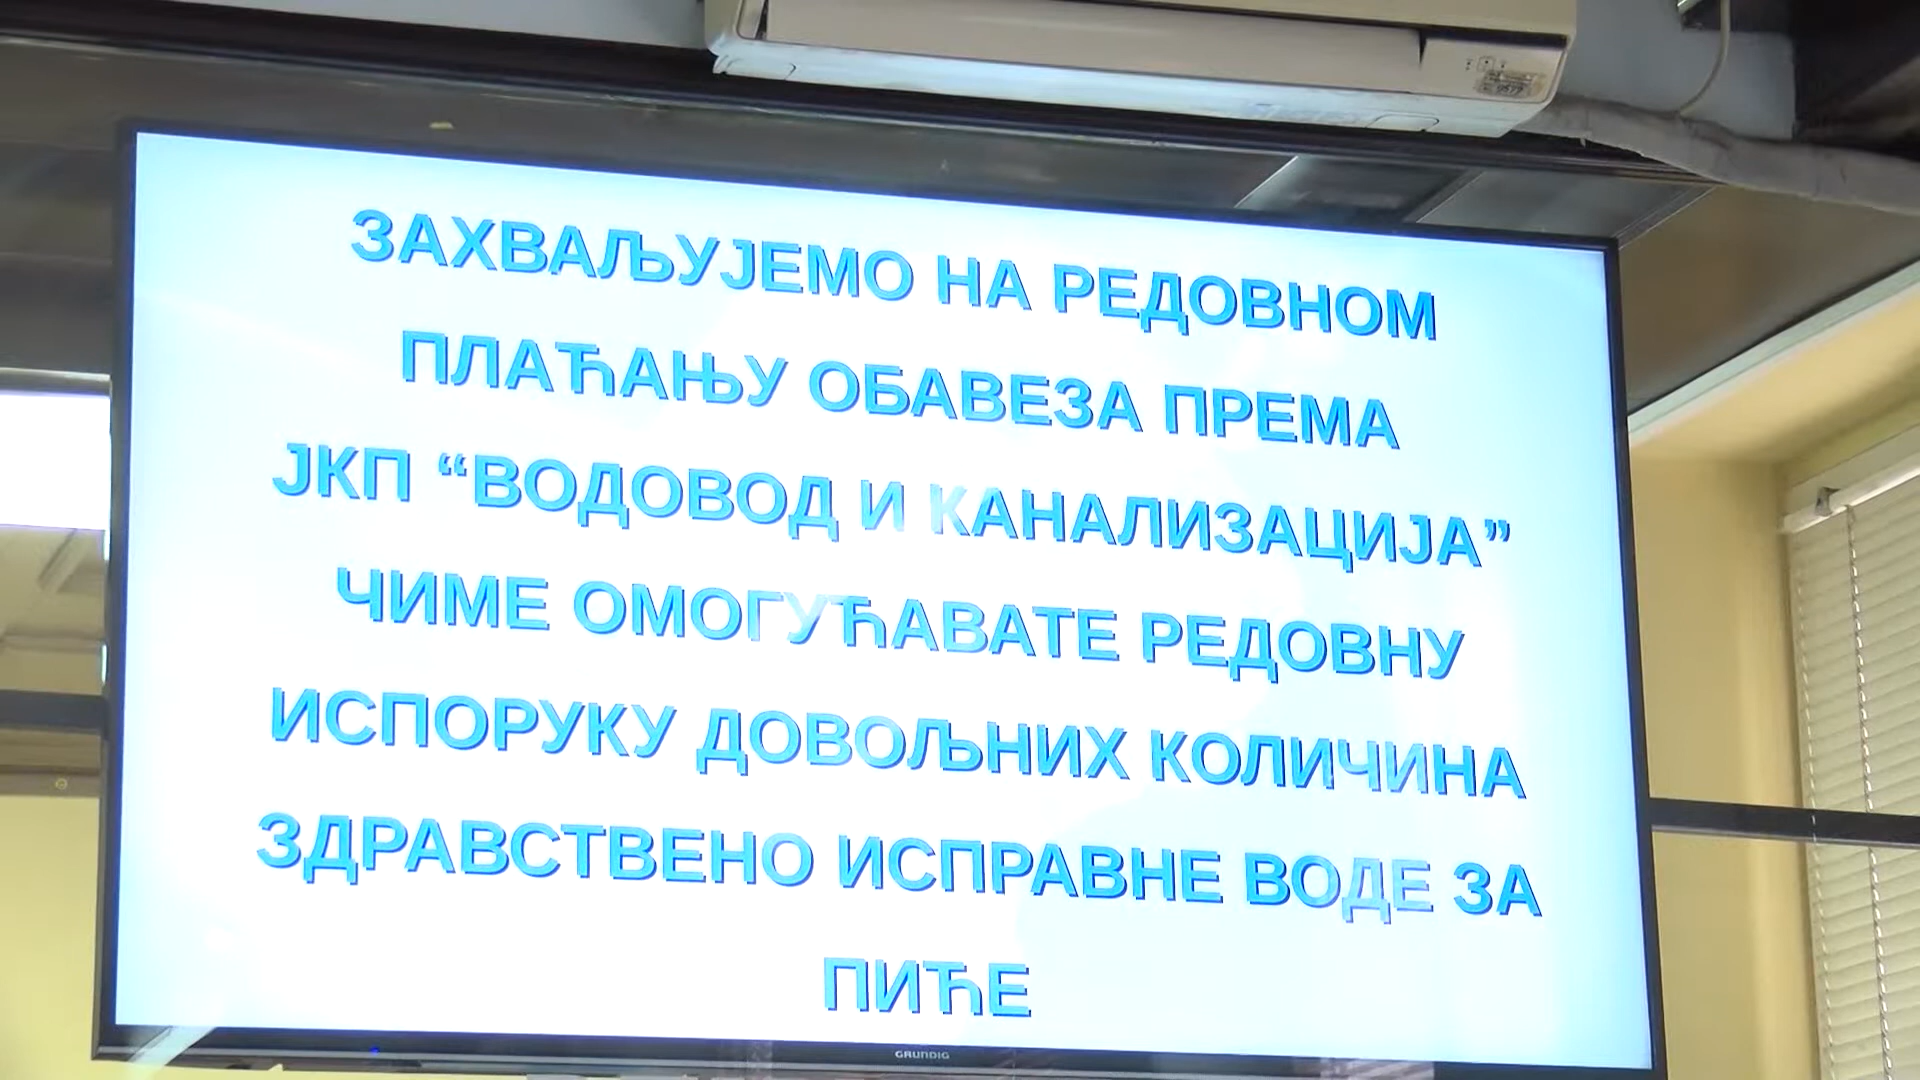 ЗАХВАЉУЈЕМО НА РЕДОВНОМ
ПЛАЋАЊУ ОБАВЕЗА ПРЕМА
ЈКП “ВОДОВОД И КАНАЛИЗАЦИЈА”
ЧИМЕ ОМОГУЋАВАТЕ РЕДОВНУ
ИСПОРУКУ ДОВОЉНИХ КОЛИЧИНА
ЗДРАВСТВЕНО ИСПРАВНЕ ВОДЕ ЗА
ПИЋЕ
GRUNDIG